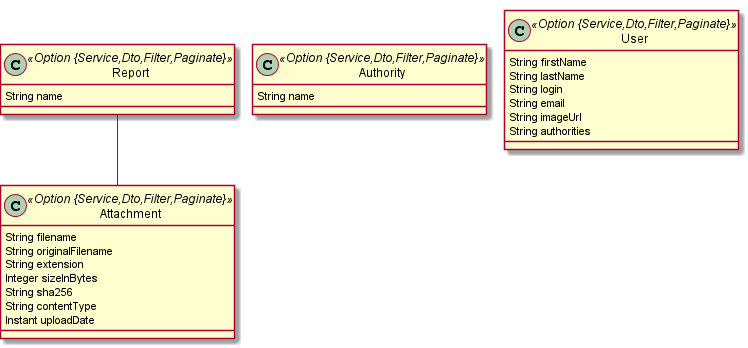 C «Option {Service,Dto,Filter,Paginate}»
Report
String name
C «Option {Service,Dto,Filter,Paginate}»
Authority
String name
C «Option {Service,Dto,Filter,Paginate}»
User
String firstName
String lastName
String login
String email
String imageUrl
String authorities
C «Option {Service,Dto,Filter,Paginate}»
Attachment
String filename
String originalFilename
String extension
Integer sizeInBytes
String sha256
String contentType
Instant uploadDate